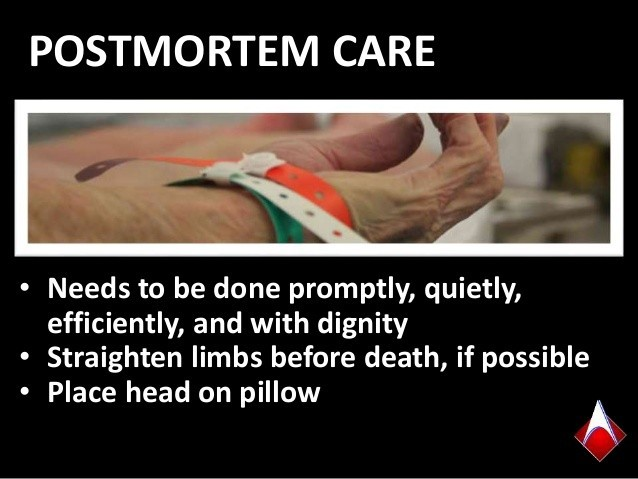 POSTMORTEM CARE
• Needs to be done promptly, quietly,
efficiently, and with dignity
• Straighten limbs before death, if possible
• Place head on pillow